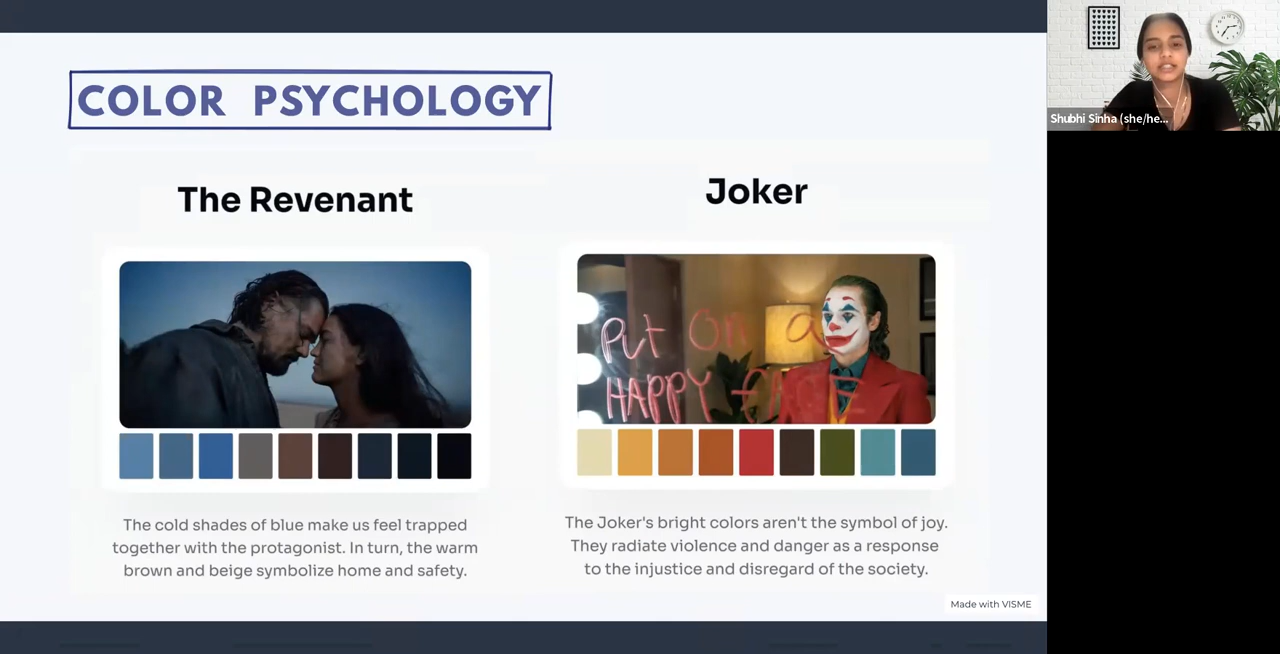 COLOR PSYCHOLOGY
The Revenant
Joker
Put On a
HAPPY FACE
The cold shades of blue make us feel trapped
together with the protagonist. In turn, the warm
brown and beige symbolize home and safety.
The Joker's bright colors aren't the symbol of joy.
They radiate violence and danger as a response
to the injustice and disregard of the society.
Made with VISME
Shubhi Sinha (she/he...